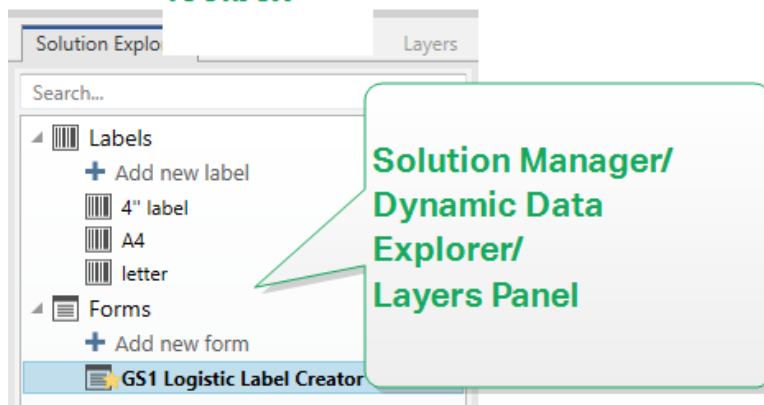 Solution Explo
Layers
Search...
Labels
Add new label
4" label
A4
letter
Forms
Add new form
GS1 Logistic Label Creator
Solution Manager/
Dynamic Data
Explorer/
Layers Panel